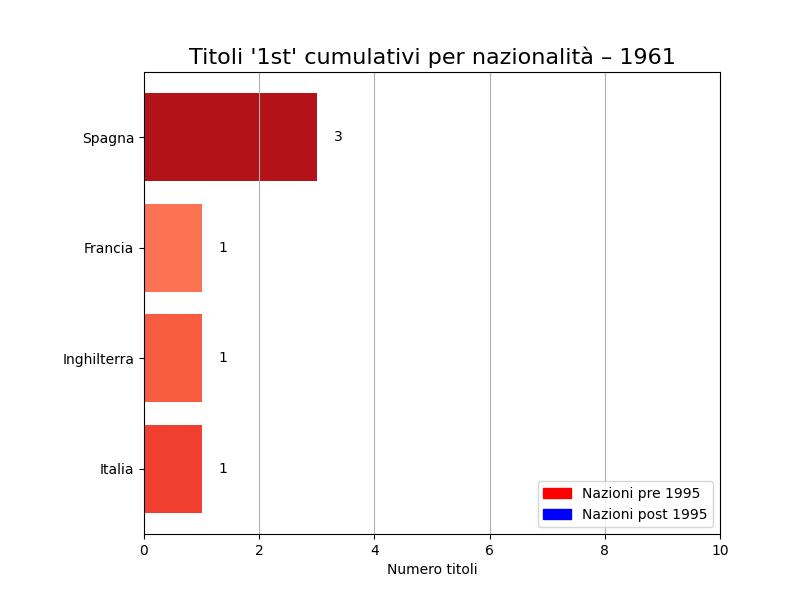 Titoli '1st' cumulativi per nazionalità – 1961
Spagna
3
Francia
1
Inghilterra
1
Italia
1
Nazioni pre 1995
Nazioni post 1995
0 2 4 6 8 10
Numero titoli